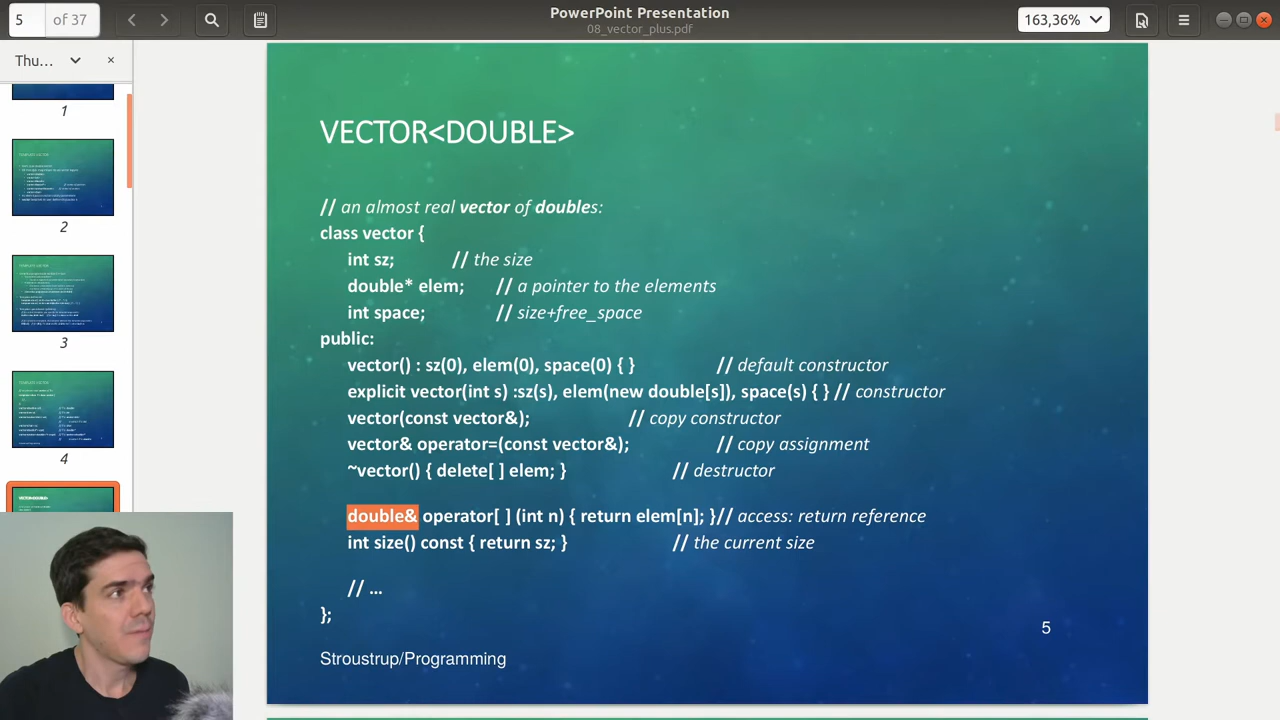 5 of 37
PowerPoint Presentation
08_vector_plus.pdf
163,36%
Thu...
1
2
3
4
VECTOR<DOUBLE>
// an almost real vector of doubles:
class vector {
int sz; // the size
double* elem; // a pointer to the elements
int space; // size+free_space
public:
vector() : sz(0), elem(0), space(0) { } // default constructor
explicit vector(int s) :sz(s), elem(new double[s]), space(s) { } // constructor
vector(const vector&); // copy constructor
vector& operator=(const vector&); // copy assignment
~vector() { delete[ ] elem; } // destructor
double& operator[ ] (int n) { return elem[n]; }// access: return reference
int size() const { return sz; } // the current size
// …
};
5
Stroustrup/Programming